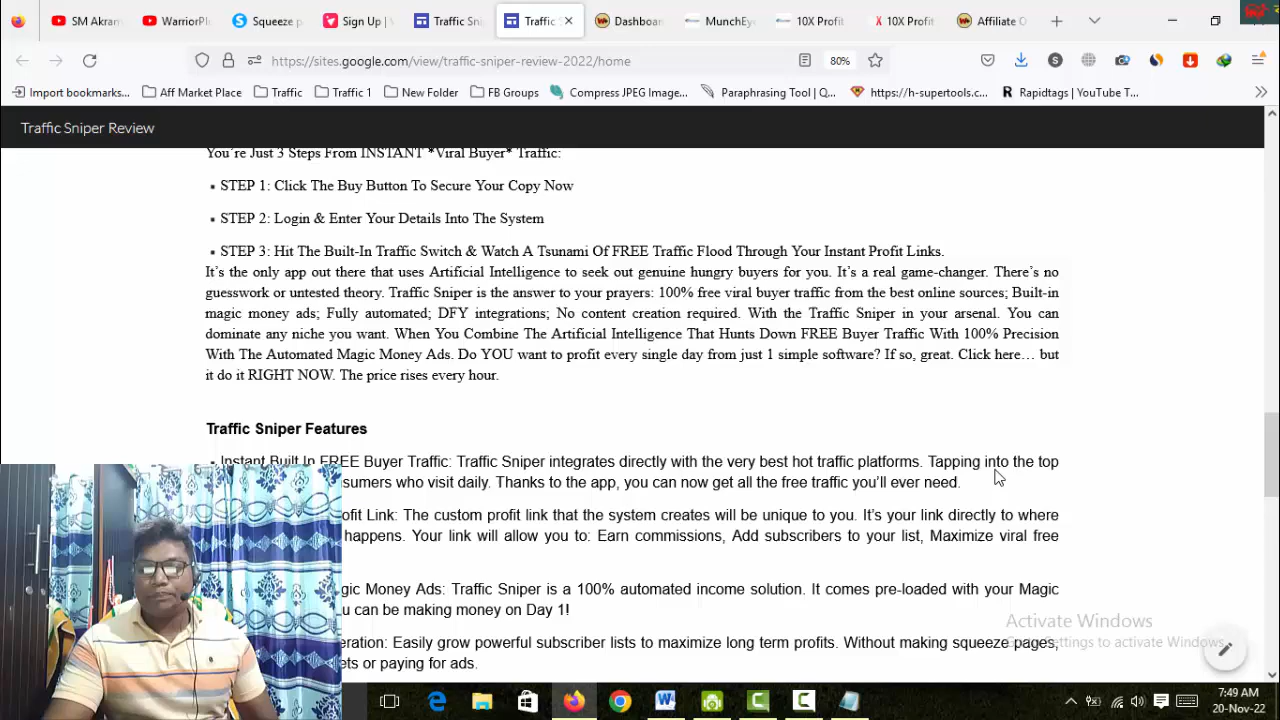 SM Akram
WarriorPl
Squeeze p
Sign Up | V
Traffic Sni
Traffic
Dashboar
MunchEye
10X Profit
10X Profit
Affiliate O
https://sites.google.com/view/traffic-sniper-review-2022/home
80%
Import bookmarks...
Aff Market Place
Traffic
Traffic 1
New Folder
FB Groups
Compress JPEG Image...
Paraphrasing Tool | Q...
https://h-supertools.c...
Rapidtags | YouTube T...
Traffic Sniper Review
You're Just 3 Steps From INSTANT *Viral Buyer* Traffic:
STEP 1: Click The Buy Button To Secure Your Copy Now
STEP 2: Login & Enter Your Details Into The System
STEP 3: Hit The Built-In Traffic Switch & Watch A Tsunami Of FREE Traffic Flood Through Your Instant Profit Links.
It's the only app out there that uses Artificial Intelligence to seek out genuine hungry buyers for you. It's a real game-changer. There's no
guesswork or untested theory. Traffic Sniper is the answer to your prayers: 100% free viral buyer traffic from the best online sources; Built-in
magic money ads; Fully automated; DFY integrations; No content creation required. With the Traffic Sniper in your arsenal. You can
dominate any niche you want. When You Combine The Artificial Intelligence That Hunts Down FREE Buyer Traffic With 100% Precision
With The Automated Magic Money Ads. Do YOU want to profit every single day from just 1 simple software? If so, great. Click here… but
it do it RIGHT NOW. The price rises every hour.
Traffic Sniper Features
Instant Built In FREE Buyer Traffic: Traffic Sniper integrates directly with the very best hot traffic platforms. Tapping into the top
sumers who visit daily. Thanks to the app, you can now get all the free traffic you'll ever need.
ofit Link: The custom profit link that the system creates will be unique to you. It's your link directly to where
happens. Your link will allow you to: Earn commissions, Add subscribers to your list, Maximize viral free
gic Money Ads: Traffic Sniper is a 100% automated income solution. It comes pre-loaded with your Magic
u can be making money on Day 1!
eration: Easily grow powerful subscriber lists to maximize long term profits. Without making squeeze pages,
ets or paying for ads.
Activate Windows
Go to Settings to activate Windows.
7:49 AM
20-Nov-22